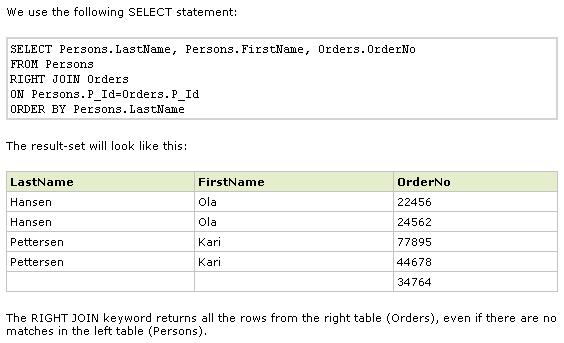 We use the following SELECT statement:
SELECT Persons.LastName, Persons.FirstName, Orders.OrderNo
FROM Persons
RIGHT JOIN Orders
ON Persons.P_Id=Orders.P_Id
ORDER BY Persons.LastName
The result-set will look like this:
LastName FirstName OrderNo
Hansen Ola 22456
Hansen Ola 24562
Pettersen Kari 77895
Pettersen Kari 44678
34764
The RIGHT JOIN keyword returns all the rows from the right table (Orders), even if there are no
matches in the left table (Persons).